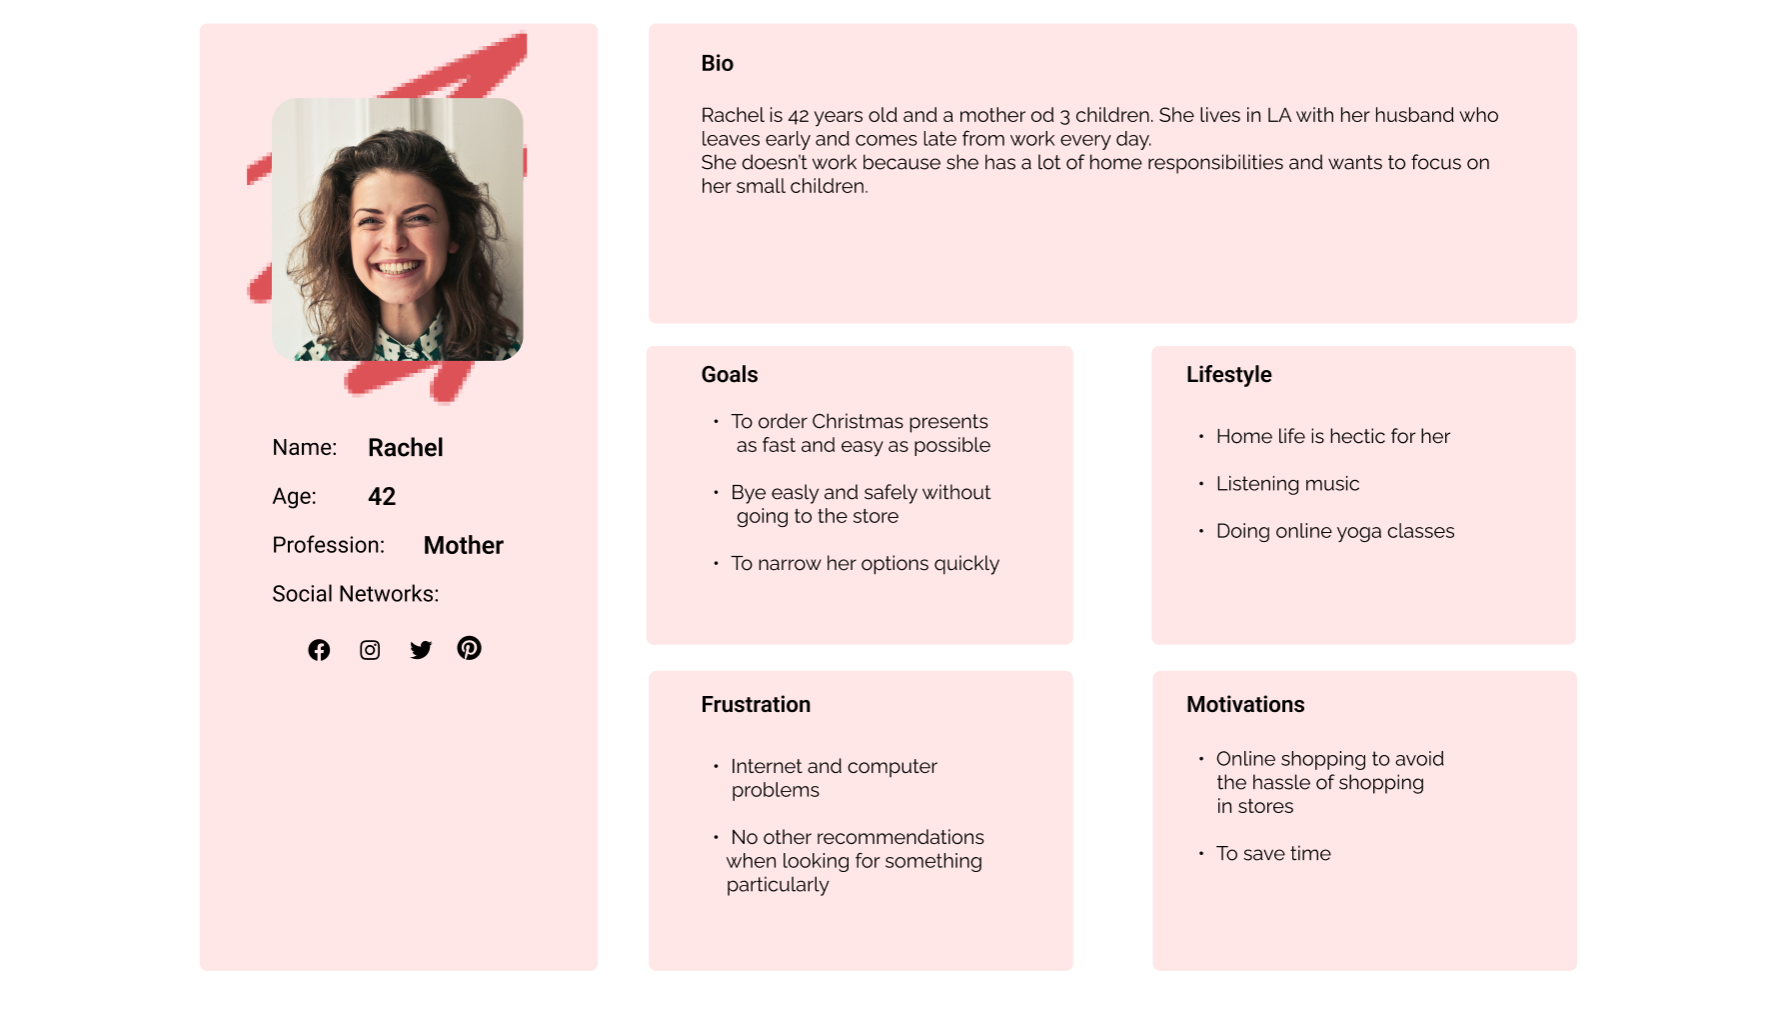 Name: Rachel
Age: 42
Profession: Mother
Social Networks:
Bio
Rachel is 42 years old and a mother od 3 children. She lives in LA with her husband who
leaves early and comes late from work every day.
She doesn't work because she has a lot of home responsibilities and wants to focus on
her small children.
Goals
• To order Christmas presents
as fast and easy as possible
• Bye easly and safely without
going to the store
• To narrow her options quickly
Lifestyle
• Home life is hectic for her
• Listening music
• Doing online yoga classes
Frustration
• Internet and computer
problems
• No other recommendations
when looking for something
particularly
Motivations
• Online shopping to avoid
the hassle of shopping
in stores
• To save time